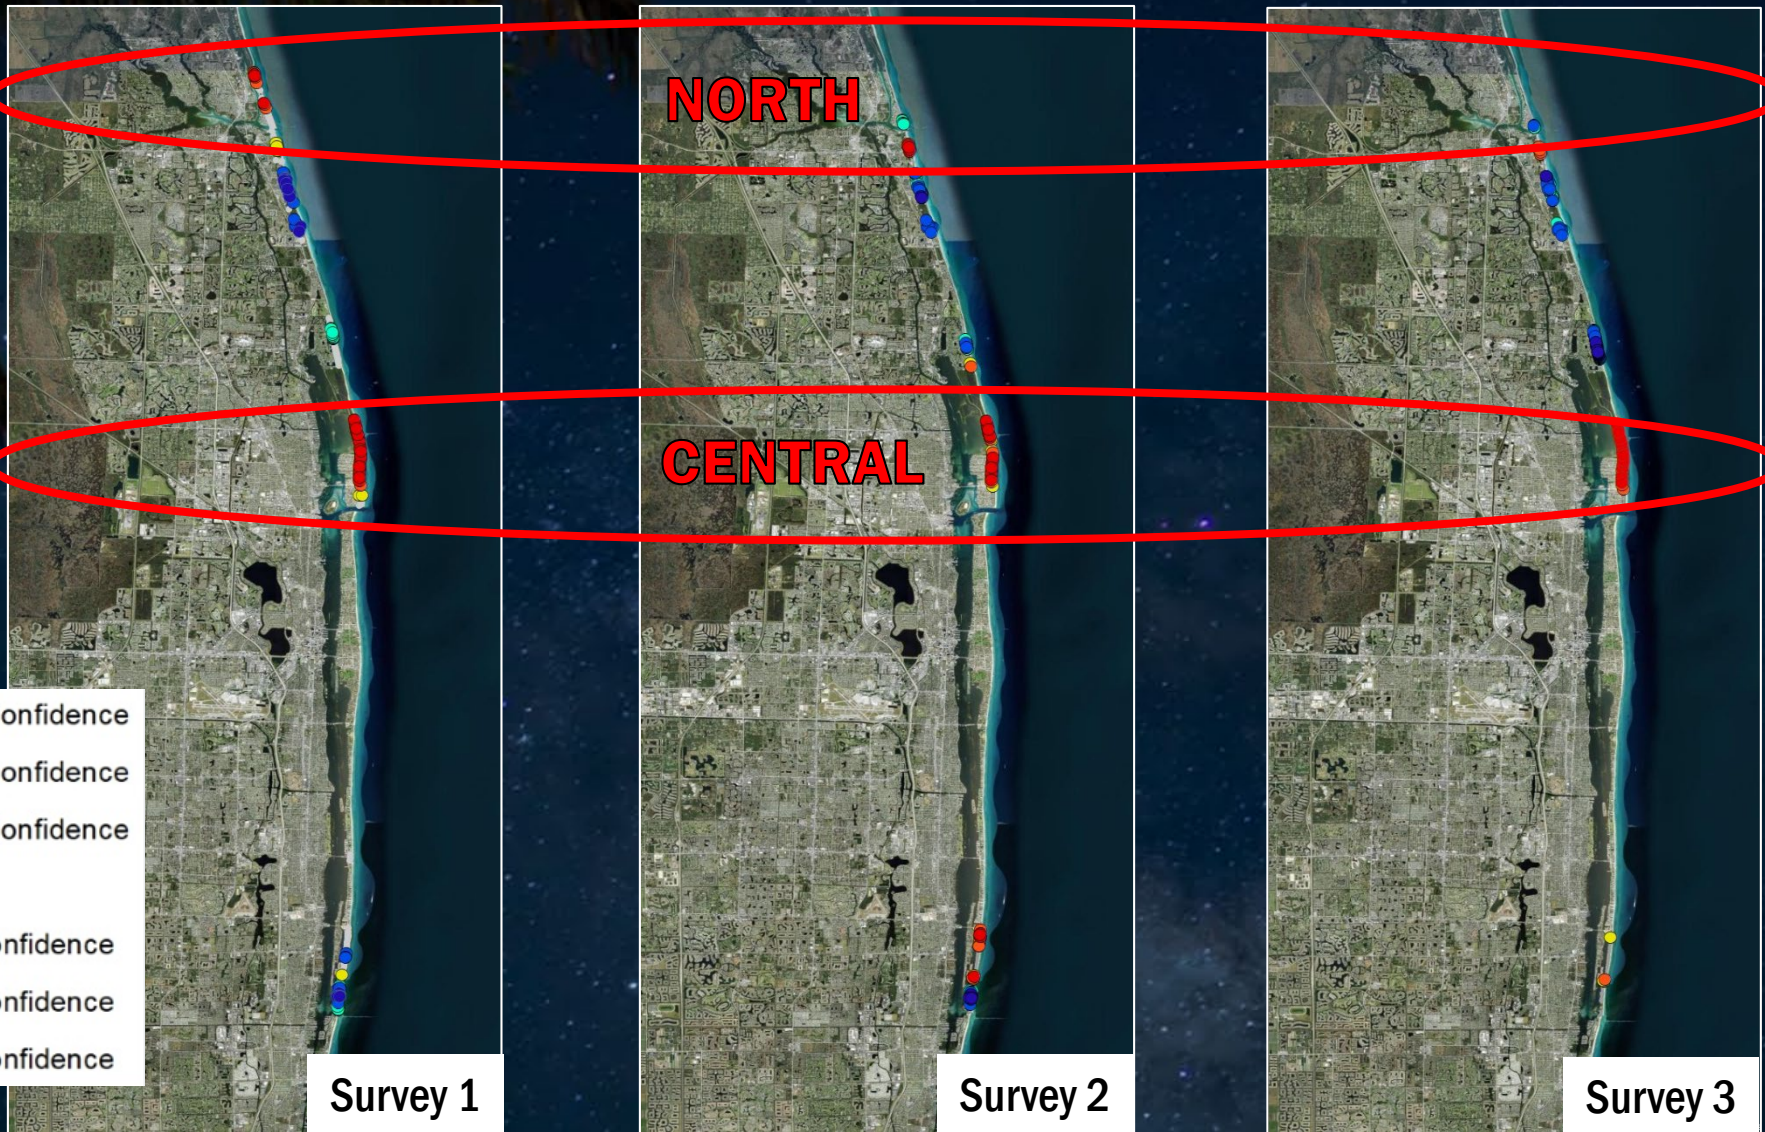 NORTH
CENTRAL
onfidence
onfidence
onfidence
nfidence
nfidence
nfidence
Survey 1
Survey 2
Survey 3